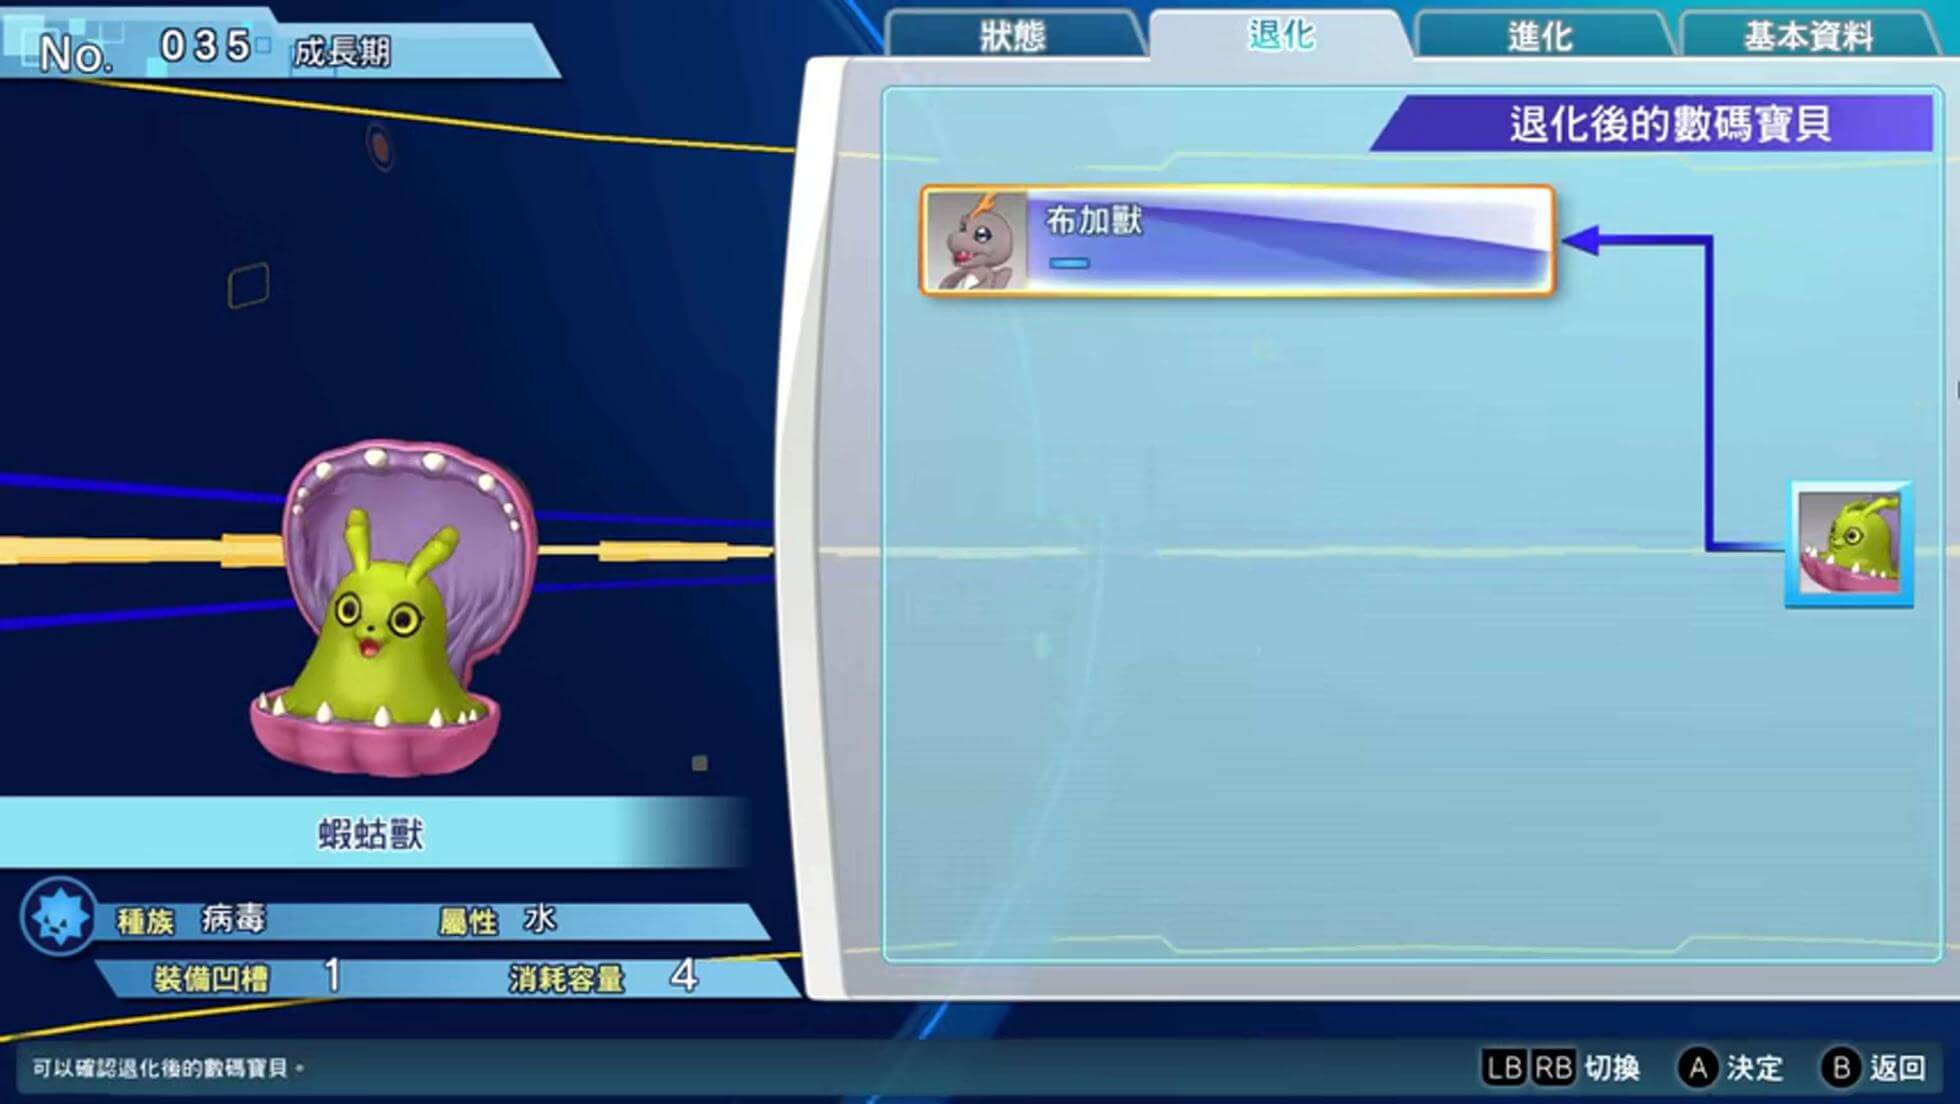 No. 035 成長期
狀態 退化 進化 基本資料
退化後的數碼寶貝
布加獸
蝦蛄獸
種族 病毒 屬性 水
裝備凹槽 1 消耗容量 4
可以確認退化後的數碼寶貝。
LB RB 切換 A 決定 B 返回